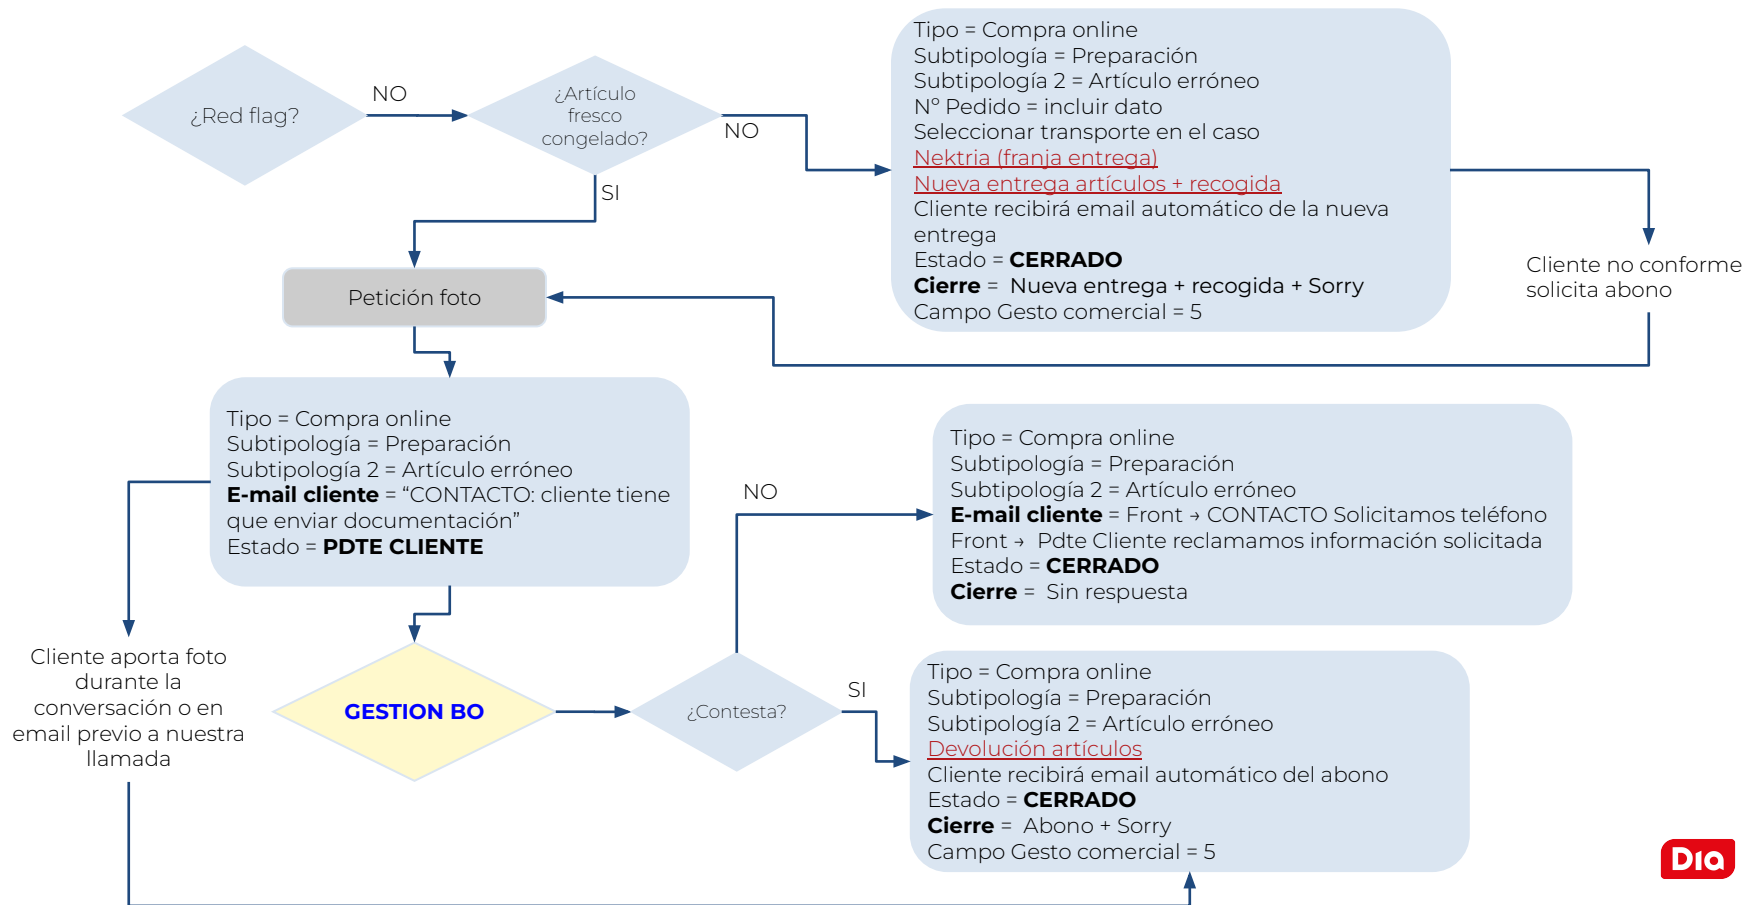 ¿Red flag?
NO
¿Artículo
fresco
congelado?
NO
SI
Tipo = Compra online
Subtipología = Preparación
Subtipología 2 = Artículo erróneo
Nº Pedido = incluir dato
Seleccionar transporte en el caso
Nektria (franja entrega)
Nueva entrega artículos + recogida
Cliente recibirá email automático de la nueva
entrega
Estado = CERRADO
Cierre = Nueva entrega + recogida + Sorry
Campo Gesto comercial = 5
Cliente no conforme
solicita abono
Petición foto
Tipo = Compra online
Subtipología = Preparación
Subtipología 2 = Artículo erróneo
E-mail cliente = “CONTACTO: cliente tiene
que enviar documentación”
Estado = PDTE CLIENTE
Cliente aporta foto
durante la
conversación o en
email previo a nuestra
llamada
GESTION BO
¿Contesta?
NO
Tipo = Compra online
Subtipología = Preparación
Subtipología 2 = Artículo erróneo
E-mail cliente = Front → CONTACTO Solicitamos teléfono
Front → Pdte Cliente reclamamos información solicitada
Estado = CERRADO
Cierre = Sin respuesta
SI
Tipo = Compra online
Subtipología = Preparación
Subtipología 2 = Artículo erróneo
Devolución artículos
Cliente recibirá email automático del abono
Estado = CERRADO
Cierre = Abono + Sorry
Campo Gesto comercial = 5
Dia